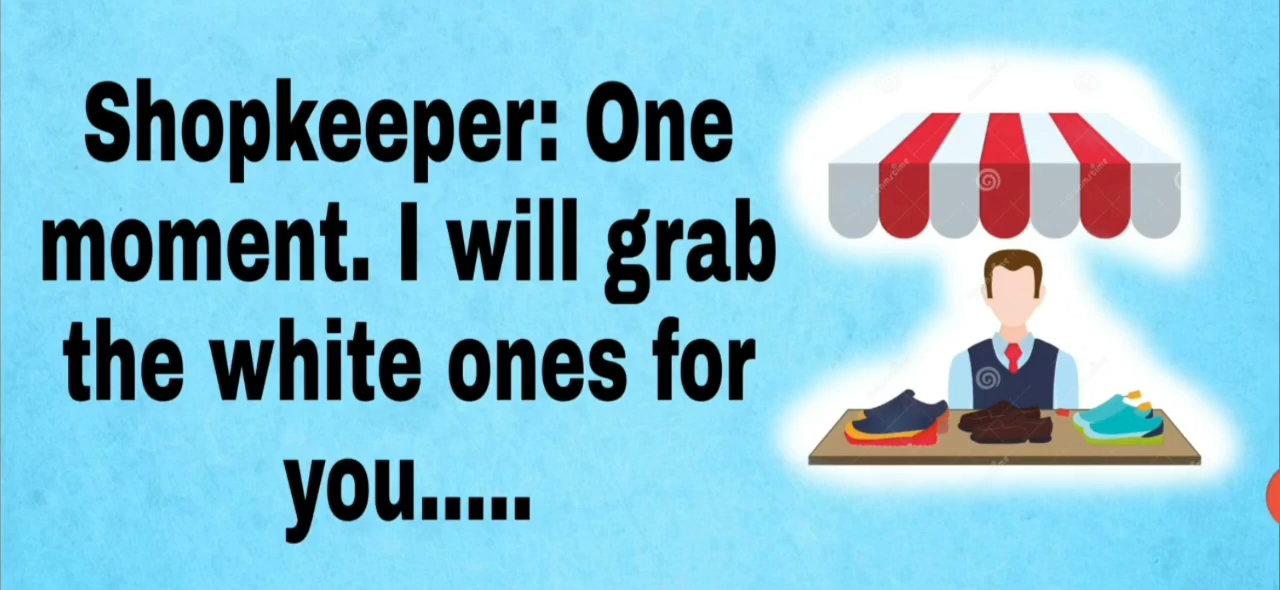 Shopkeeper: One
moment. I will grab
the white ones for
you.....